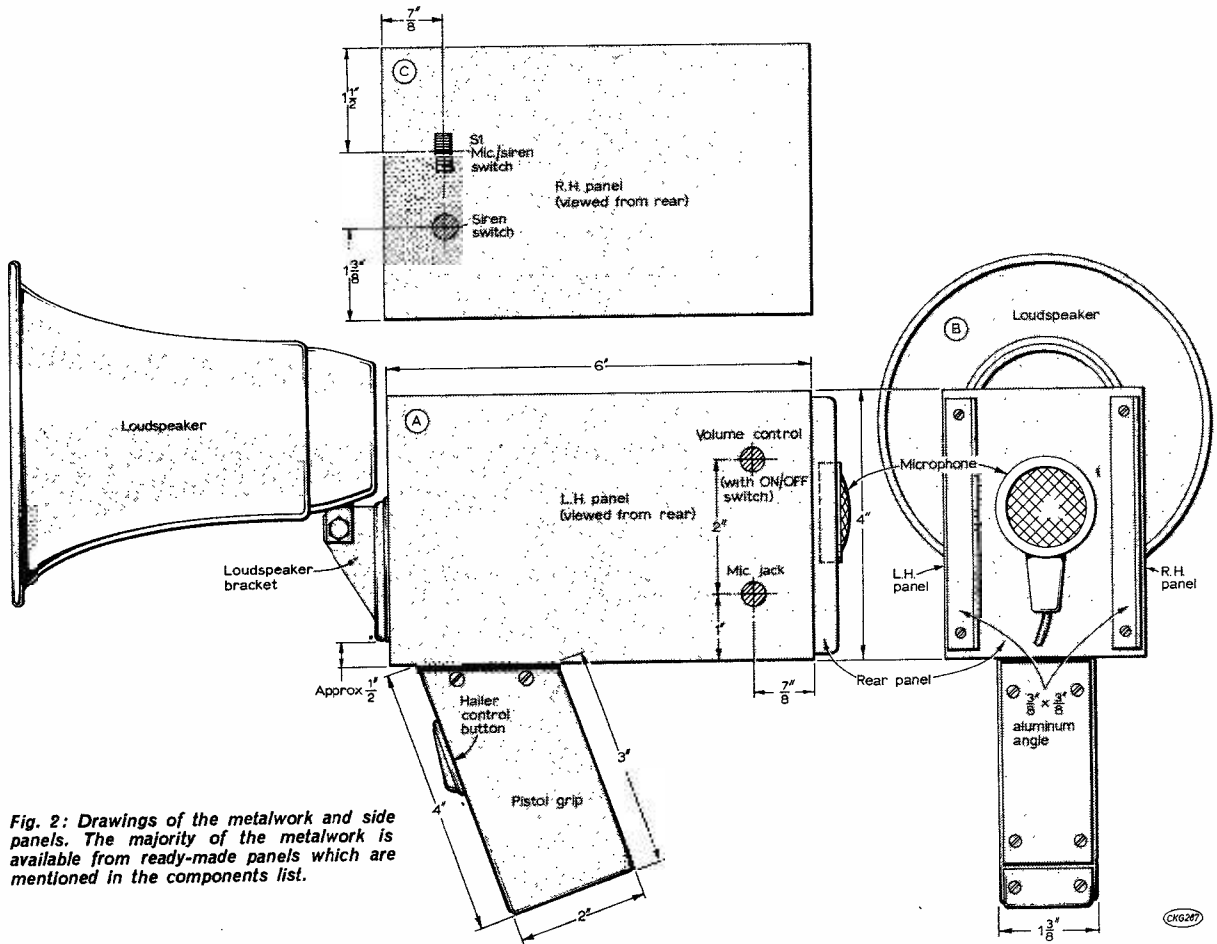 7/8"
C
1 1/2"
S1
Mic./siren
switch
R.H. panel
(viewed from rear)
Siren
switch
1 3/8"
Loudspeaker
6"
A
Volume control
(with ON/OFF
switch)
L.H. panel
(viewed from rear)
2"
Mic jack
1"
4"
7/8"
Loudspeaker
bracket
Approx 1/2"
Hailer
control
button
Pistol grip
3"
4"
2"
B
Loudspeaker
Microphone
L.H.
panel
R.H.
panel
Rear panel
3/8" x 3/8"
aluminum
angle
1 3/8"
Fig. 2: Drawings of the metalwork and side
panels. The majority of the metalwork is
available from ready-made panels which are
mentioned in the components list.
CKG267